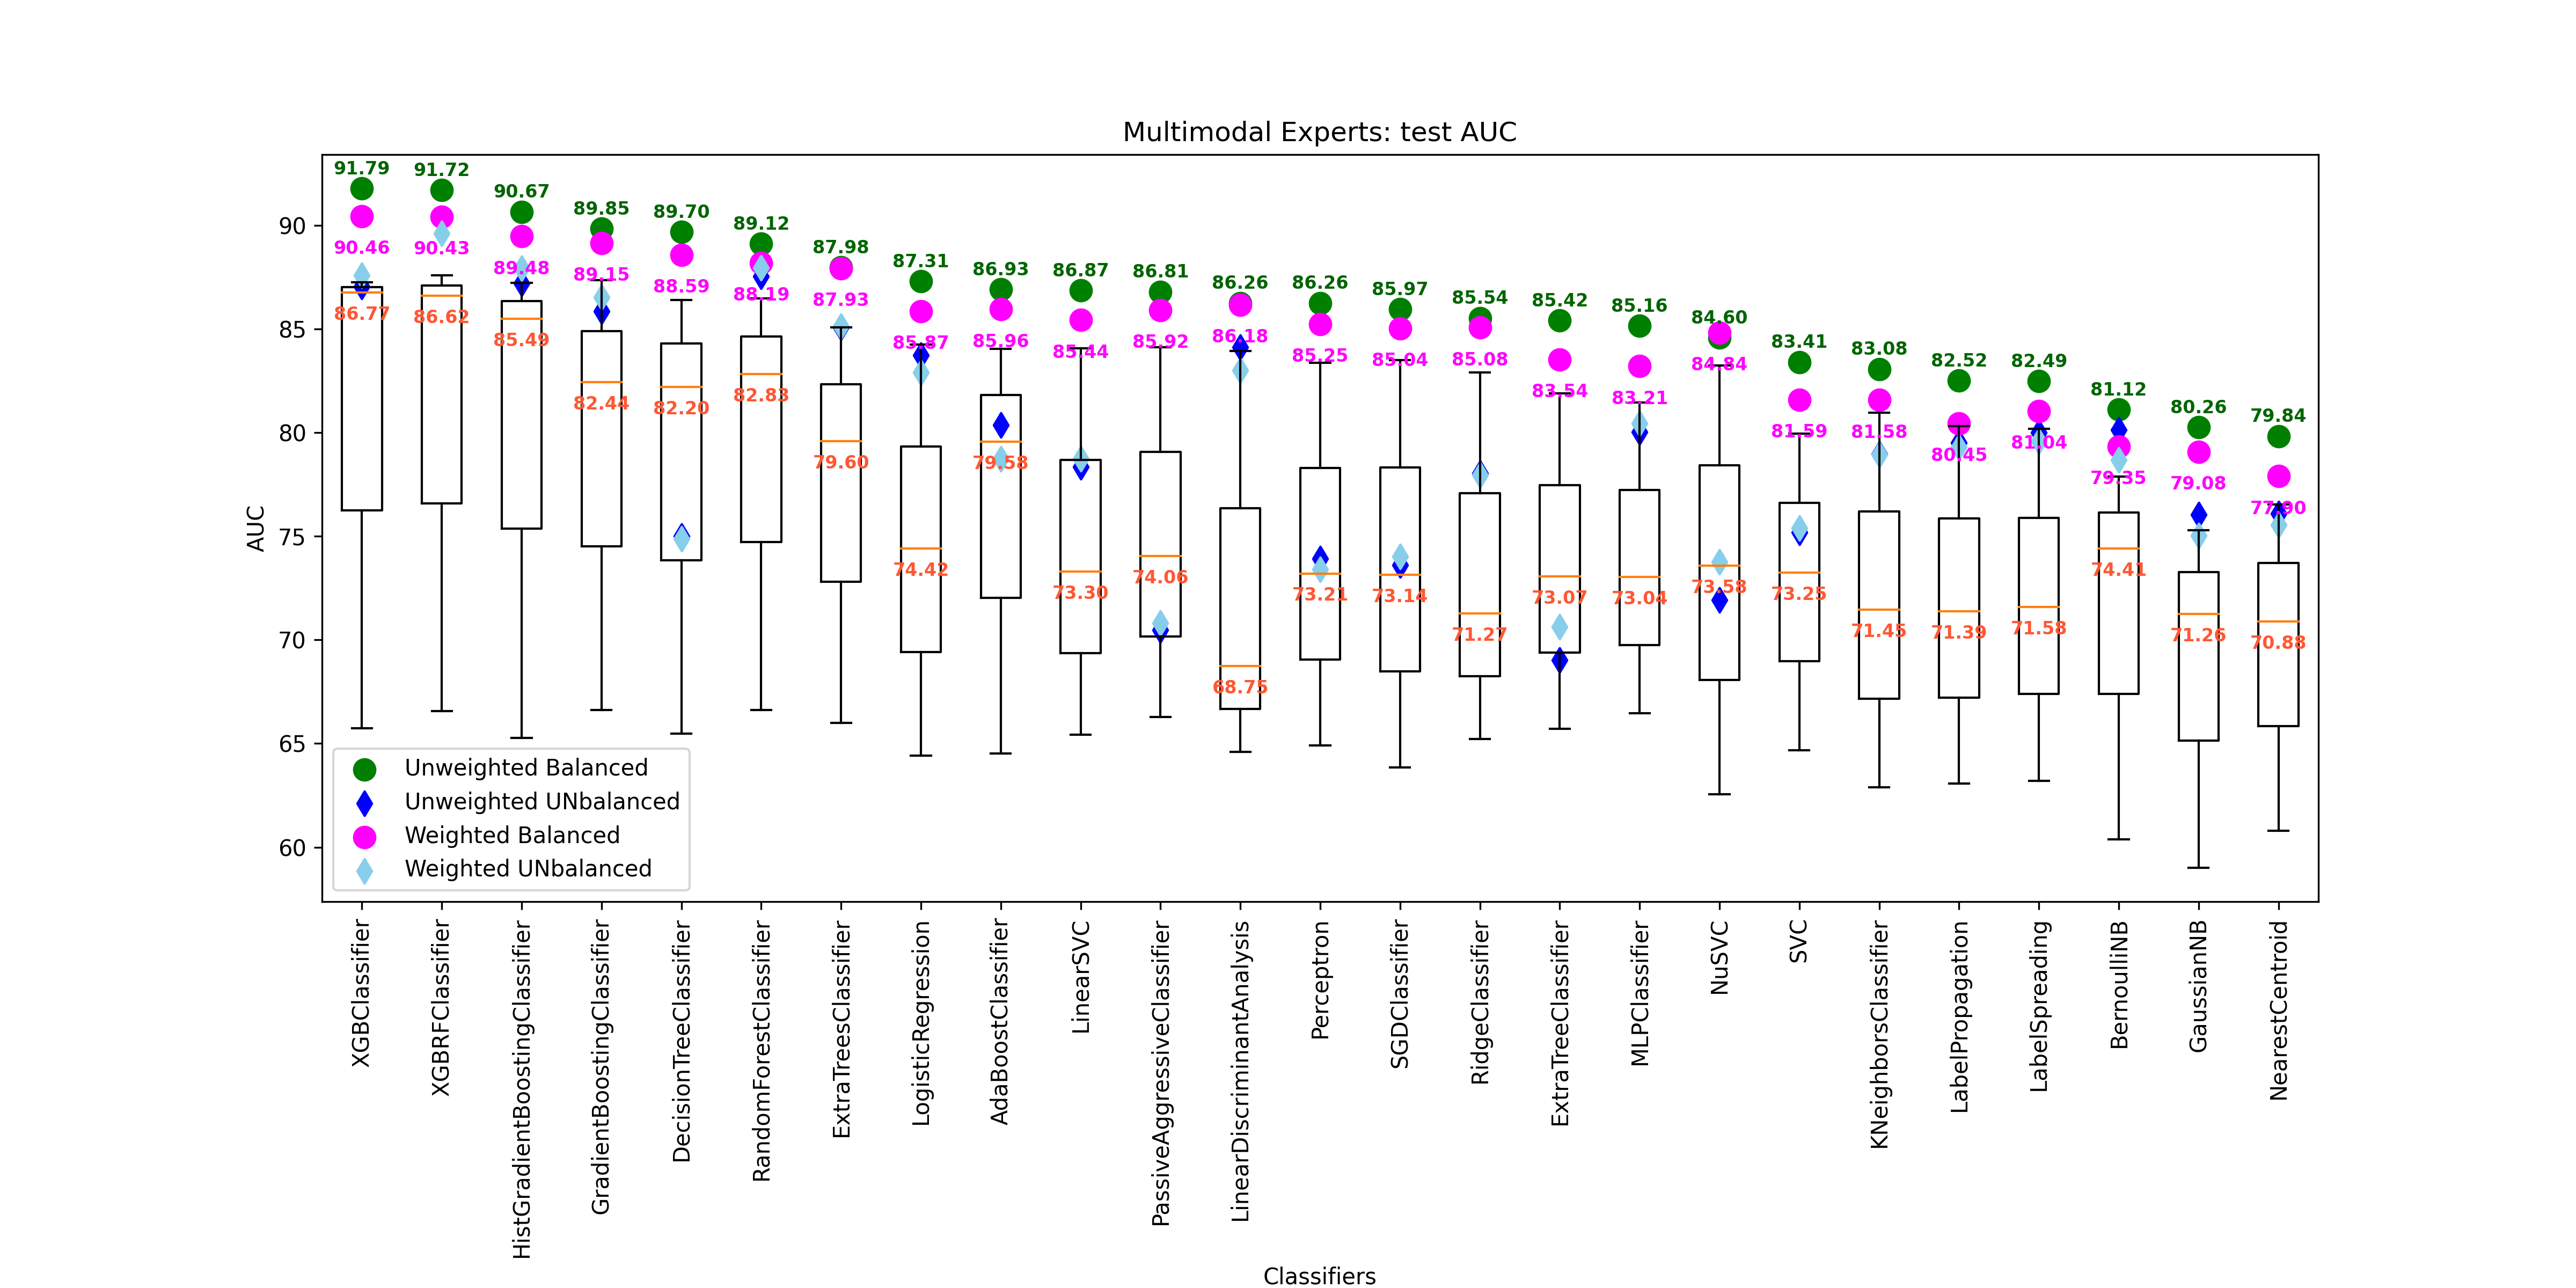 Multimodal Experts: test AUC
AUC
90
85
80
75
70
65
60
91.79
91.72
90.67
89.85
89.70
89.12
87.98
87.31
86.93
86.87
86.81
86.26
86.26
85.97
85.54
85.42
85.16
84.60
83.41
83.08
82.52
82.49
81.12
80.26
79.84
90.46
90.43
89.48
89.15
88.59
88.19
87.93
85.87
85.96
85.44
85.92
86.18
85.25
85.04
85.08
83.54
83.21
84.84
81.59
81.58
80.45
81.04
79.35
79.08
77.90
86.77
86.62
85.49
82.44
82.20
82.83
79.60
74.42
79.58
73.30
74.06
68.75
73.21
73.14
71.27
73.07
73.04
73.58
73.25
71.45
71.39
71.58
74.41
71.26
70.88
Unweighted Balanced
Unweighted UNbalanced
Weighted Balanced
Weighted UNbalanced
XGBClassifier
XGBRFClassifier
HistGradientBoostingClassifier
GradientBoostingClassifier
DecisionTreeClassifier
RandomForestClassifier
ExtraTreesClassifier
LogisticRegression
AdaBoostClassifier
LinearSVC
PassiveAggressiveClassifier
LinearDiscriminantAnalysis
Perceptron
SGDClassifier
RidgeClassifier
ExtraTreeClassifier
MLPClassifier
NuSVC
SVC
KNeighborsClassifier
LabelPropagation
LabelSpreading
BernoulliNB
GaussianNB
NearestCentroid
Classifiers